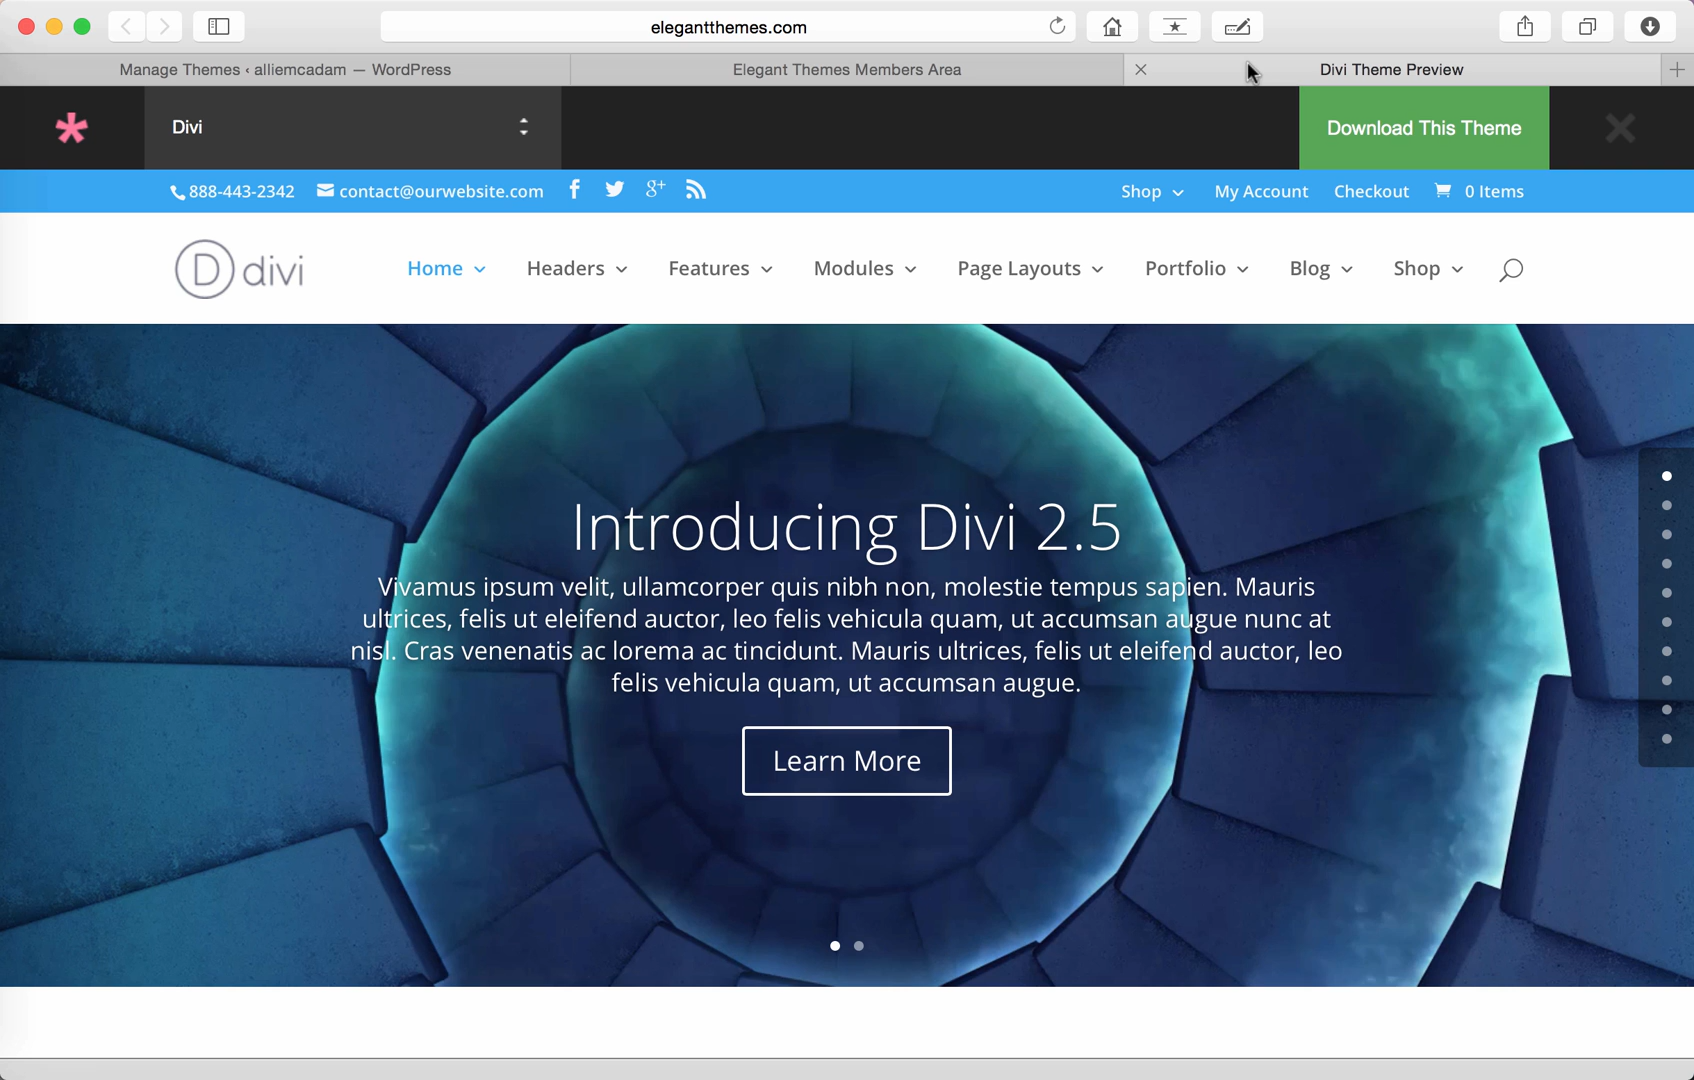 elegantthemes.com
Manage Themes ‹ alliemcadam — WordPress
Elegant Themes Members Area
Divi Theme Preview
Divi
Download This Theme
888-443-2342
contact@ourwebsite.com
Shop
My Account
Checkout
0 Items
D divi
Home
Headers
Features
Modules
Page Layouts
Portfolio
Blog
Shop
Introducing Divi 2.5
Vivamus ipsum velit, ullamcorper quis nibh non, molestie tempus sapien. Mauris
ultrices, felis ut eleifend auctor, leo felis vehicula quam, ut accumsan augue nunc at
nisl. Cras venenatis ac lorema ac tincidunt. Mauris ultrices, felis ut eleifend auctor, leo
felis vehicula quam, ut accumsan augue.
Learn More